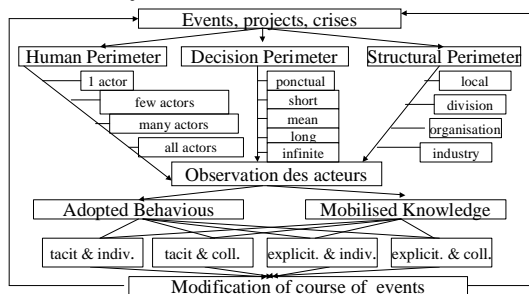 Events, projects, crises
Human Perimeter Decision Perimeter Structural Perimeter
1 actor
few actors
many actors
all actors
ponctual
short
mean
long
infinite
local
division
organisation
industry
Observation des acteurs
Adopted Behavious Mobilised Knowledge
tacit & indiv. tacit & coll. explicit. & indiv. explicit. & coll.
Modification of course of events